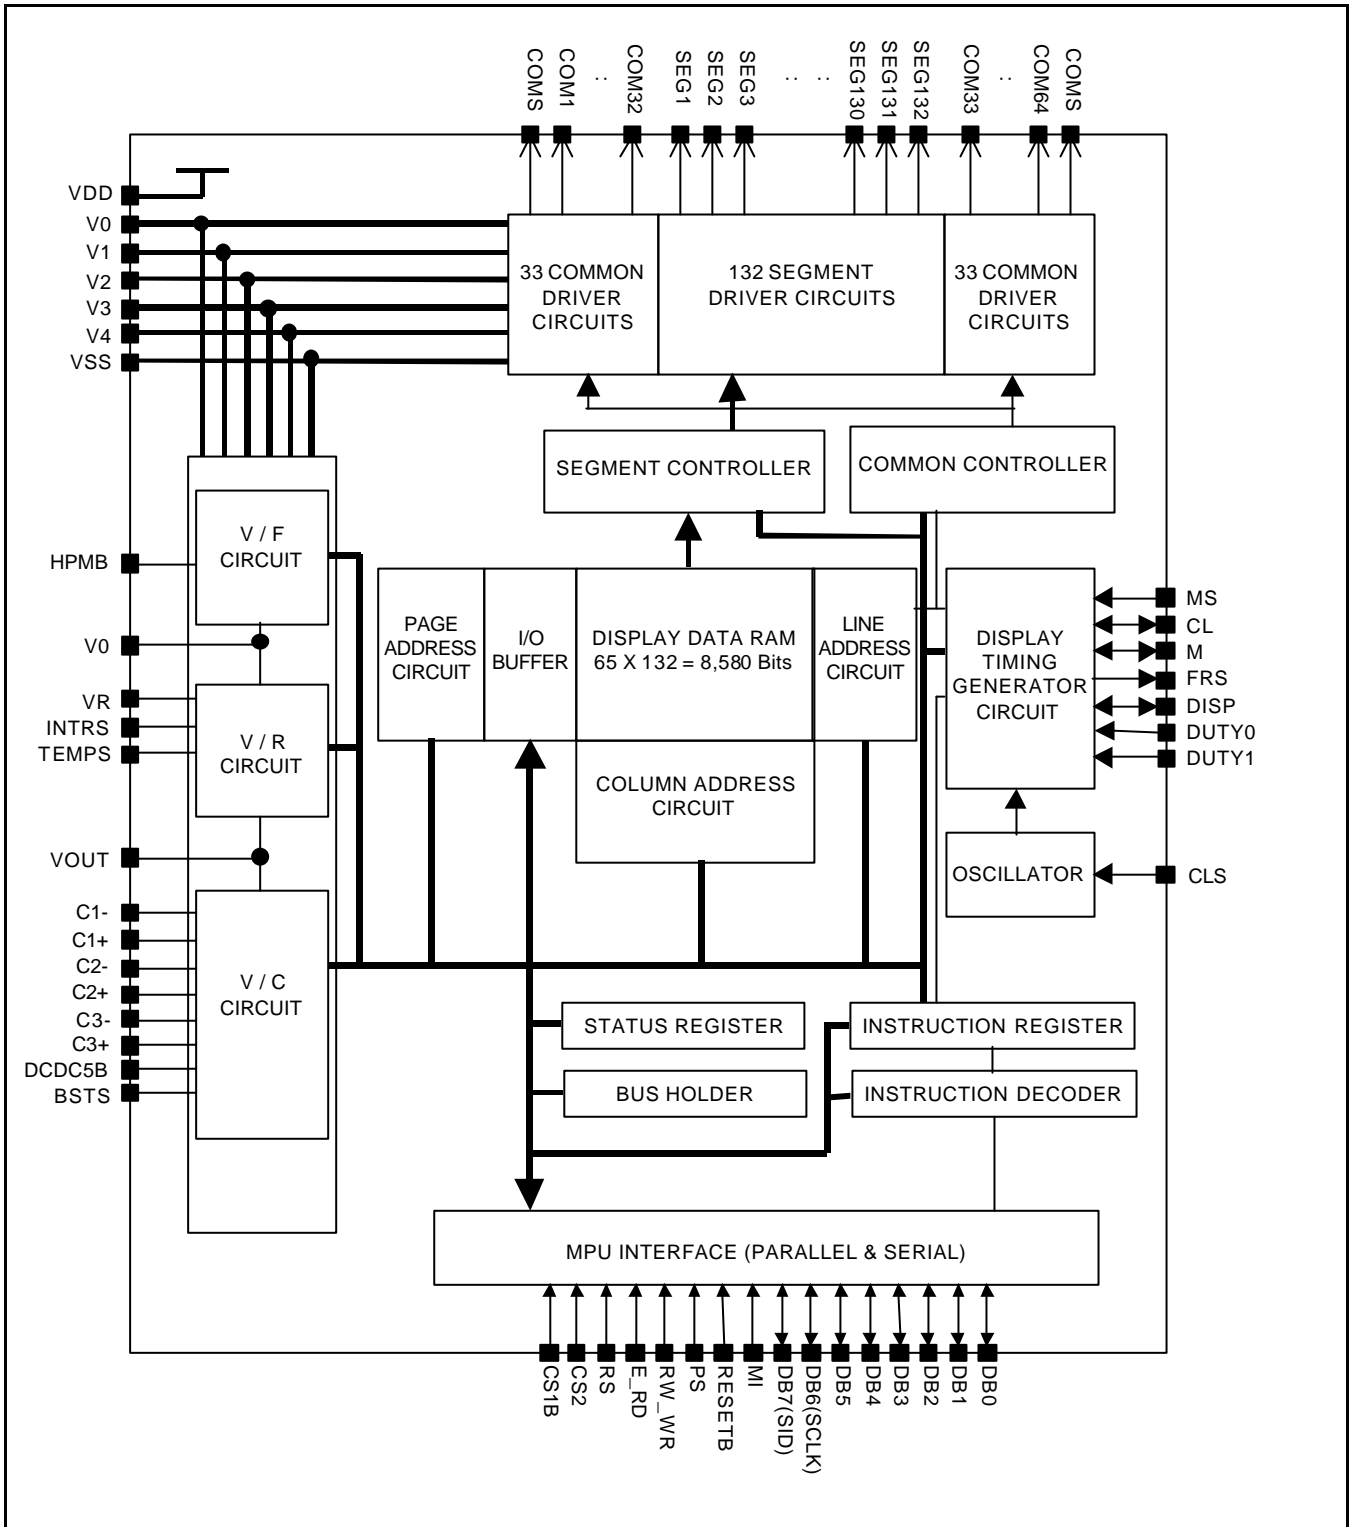 COMS
COM1
:
COM32
SEG1
SEG2
SEG3
:
:
SEG130
SEG131
SEG132
COM33
:
COM64
COMS
VDD
V0
V1
V2
V3
V4
VSS
33 COMMON
DRIVER
CIRCUITS
132 SEGMENT
DRIVER CIRCUITS
33 COMMON
DRIVER
CIRCUITS
SEGMENT CONTROLLER
COMMON CONTROLLER
V / F
CIRCUIT
HPMB
V0
VR
INTRS
TEMPS
V / R
CIRCUIT
VOUT
C1-
C1+
C2-
C2+
C3-
C3+
DCDC5B
BSTS
V / C
CIRCUIT
PAGE
ADDRESS
CIRCUIT
I/O
BUFFER
DISPLAY DATA RAM
65 X 132 = 8,580 Bits
LINE
ADDRESS
CIRCUIT
COLUMN ADDRESS
CIRCUIT
DISPLAY
TIMING
GENERATOR
CIRCUIT
MS
CL
M
FRS
DISP
DUTY0
DUTY1
OSCILLATOR
CLS
STATUS REGISTER
INSTRUCTION REGISTER
BUS HOLDER
INSTRUCTION DECODER
MPU INTERFACE (PARALLEL & SERIAL)
CS1B
CS2
RS
E_RD
RW_WR
PS
RESETB
MI
DB7(SID)
DB6(SCLK)
DB5
DB4
DB3
DB2
DB1
DB0